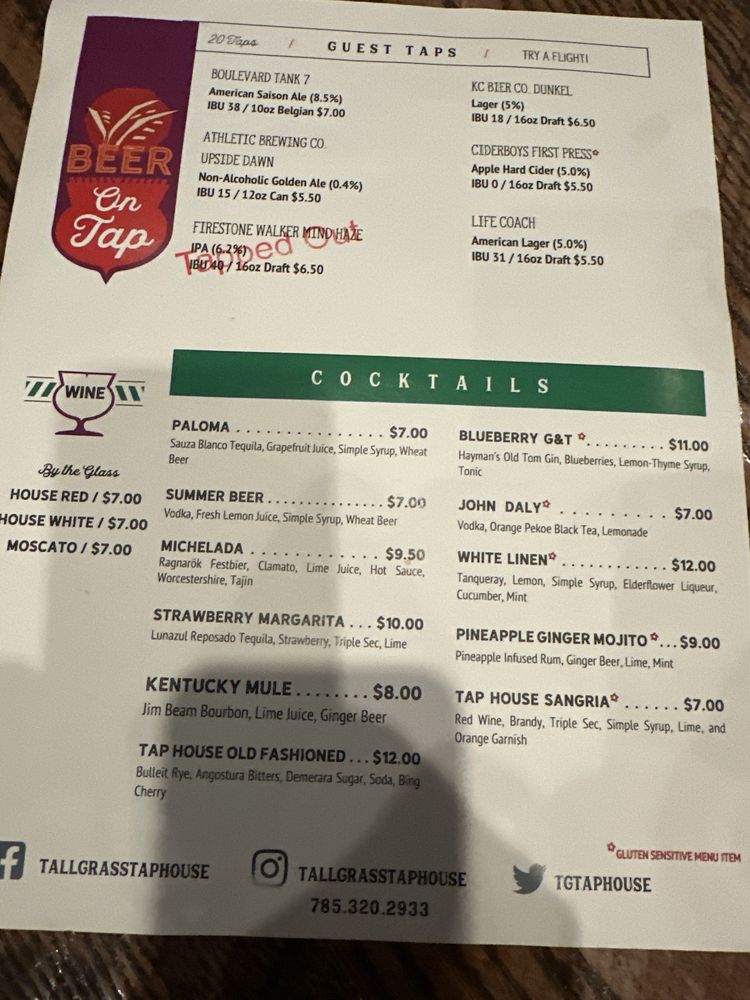 20 Taps / GUEST TAPS / TRY A FLIGHT!
BEER
On
Tap
BOULEVARD TANK 7
American Saison Ale (8.5%)
IBU 38 / 10oz Belgian $7.00
ATHLETIC BREWING CO.
UPSIDE DAWN
Non-Alcoholic Golden Ale (0.4%)
IBU 15 / 12oz Can $5.50
FIRESTONE WALKER MIND HAZE
IPA (6.2%)
IBU 40 / 16oz Draft $6.50
Tapped Out
KC BIER CO. DUNKEL
Lager (5%)
IBU 18 / 16oz Draft $6.50
CIDERBOYS FIRST PRESS
Apple Hard Cider (5.0%)
IBU 0 / 16oz Draft $5.50
LIFE COACH
American Lager (5.0%)
IBU 31 / 16oz Draft $5.50
WINE
By the Glass
HOUSE RED / $7.00
HOUSE WHITE / $7.00
MOSCATO / $7.00
COCKTAILS
PALOMA . . . . . . . . . . . . . . . $7.00
Sauza Blanco Tequila, Grapefruit Juice, Simple Syrup, Wheat
Beer
SUMMER BEER . . . . . . . . . . . . . . $7.00
Vodka, Fresh Lemon Juice, Simple Syrup, Wheat Beer
MICHELADA . . . . . . . . . . . $9.50
Ragnarök Festbier, Clamato, Lime Juice, Hot Sauce,
Worcestershire, Tajin
STRAWBERRY MARGARITA . . . $10.00
Lunazul Reposado Tequila, Strawberry, Triple Sec, Lime
KENTUCKY MULE . . . . . . . . $8.00
Jim Beam Bourbon, Lime Juice, Ginger Beer
TAP HOUSE OLD FASHIONED . . . $12.00
Bulleit Rye, Angostura Bitters, Demerara Sugar, Soda, Bing
Cherry
BLUEBERRY G&T . . . . . . . . . $11.00
Hayman's Old Tom Gin, Blueberries, Lemon-Thyme Syrup,
Tonic
JOHN DALY . . . . . . . . . $7.00
Vodka, Orange Pekoe Black Tea, Lemonade
WHITE LINEN . . . . . . . . . . . . $12.00
Tanqueray, Lemon, Simple Syrup, Elderflower Liqueur,
Cucumber, Mint
PINEAPPLE GINGER MOJITO . . . $9.00
Pineapple Infused Rum, Ginger Beer, Lime, Mint
TAP HOUSE SANGRIA . . . . . . $7.00
Red Wine, Brandy, Triple Sec, Simple Syrup, Lime, and
Orange Garnish
GLUTEN SENSITIVE MENU ITEM
f TALLGRASSTAPHOUSE
TALLGRASSTAPHOUSE
TGTAPHOUSE
785.320.2933